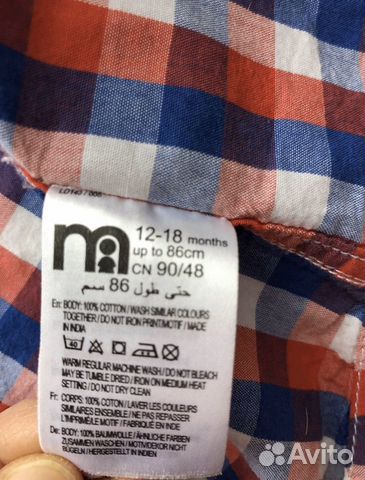 LD140 / 006
m
12-18 months
up to 86cm
CN 90/48
حتى طول 86 سم
En: BODY: 100% COTTON / WASH SIMILAR COLOURS
TOGETHER / DO NOT IRON PRINT/MOTIF / MADE
IN INDIA
40
WARM REGULAR MACHINE WASH / DO NOT BLEACH
MAY BE TUMBLE DRIED / IRON ON MEDIUM HEAT
SETTING / DO NOT DRY CLEAN
Fr: CORPS: 100% COTON / LAVER LES COULEURS
SIMILAIRES ENSEMBLE / NE PAS REPASSER
L'IMPRIMÉ/LE MOTIF / FABRIQUÉ EN INDE
De: BODY: 100% BAUMWOLLE / ÄHNLICHE FARBEN
ZUSAMMEN WASCHEN / MOTIV/DEKOR NICHT
BÜGELN / HERGESTELLT IN INDIEN
Avito